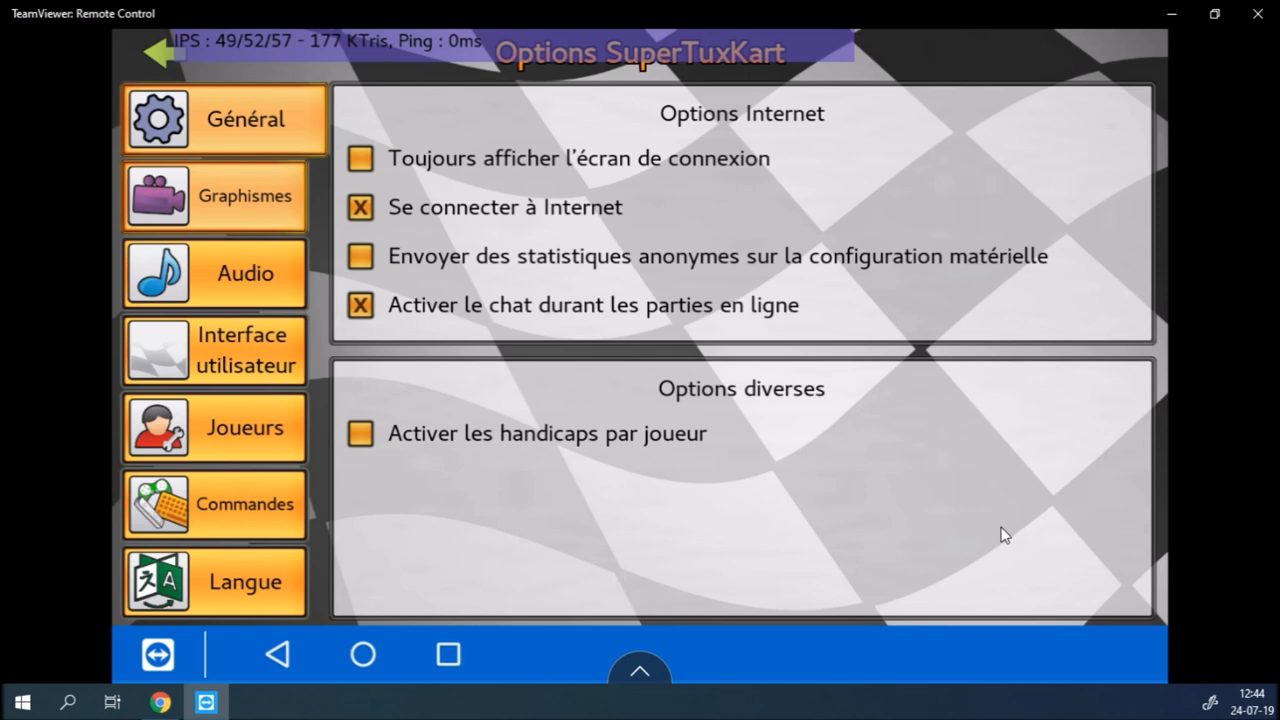 TeamViewer: Remote Control
IPS : 49/52/57 - 177 KTris, Ping : 0ms
Options SuperTuxKart
Général
Graphismes
Audio
Interface
utilisateur
Joueurs
Commandes
Langue
Options Internet
Toujours afficher l'écran de connexion
X Se connecter à Internet
Envoyer des statistiques anonymes sur la configuration matérielle
X Activer le chat durant les parties en ligne
Options diverses
Activer les handicaps par joueur
12:44
24-07-19